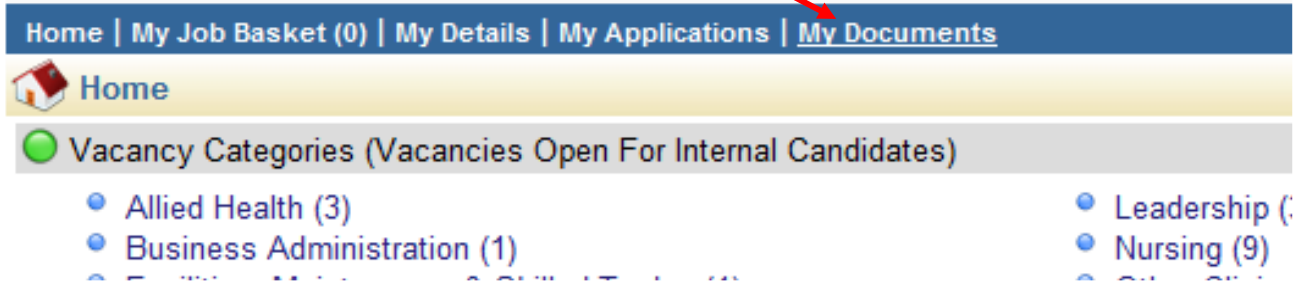 Home | My Job Basket (0) | My Details | My Applications | My Documents
Home
Vacancy Categories (Vacancies Open For Internal Candidates)
Allied Health (3)
Leadership (
Business Administration (1)
Nursing (9)